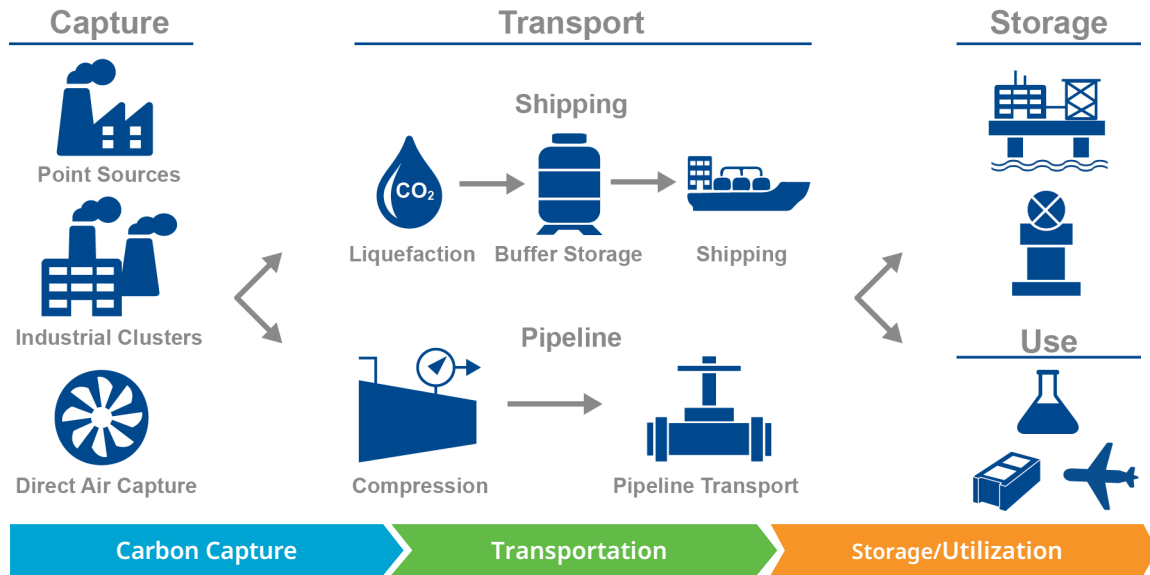 Capture
Transport
Storage
Point Sources
Industrial Clusters
Direct Air Capture
Shipping
CO₂
Liquefaction
Buffer Storage
Shipping
Pipeline
Compression
Pipeline Transport
Use
Carbon Capture
Transportation
Storage/Utilization